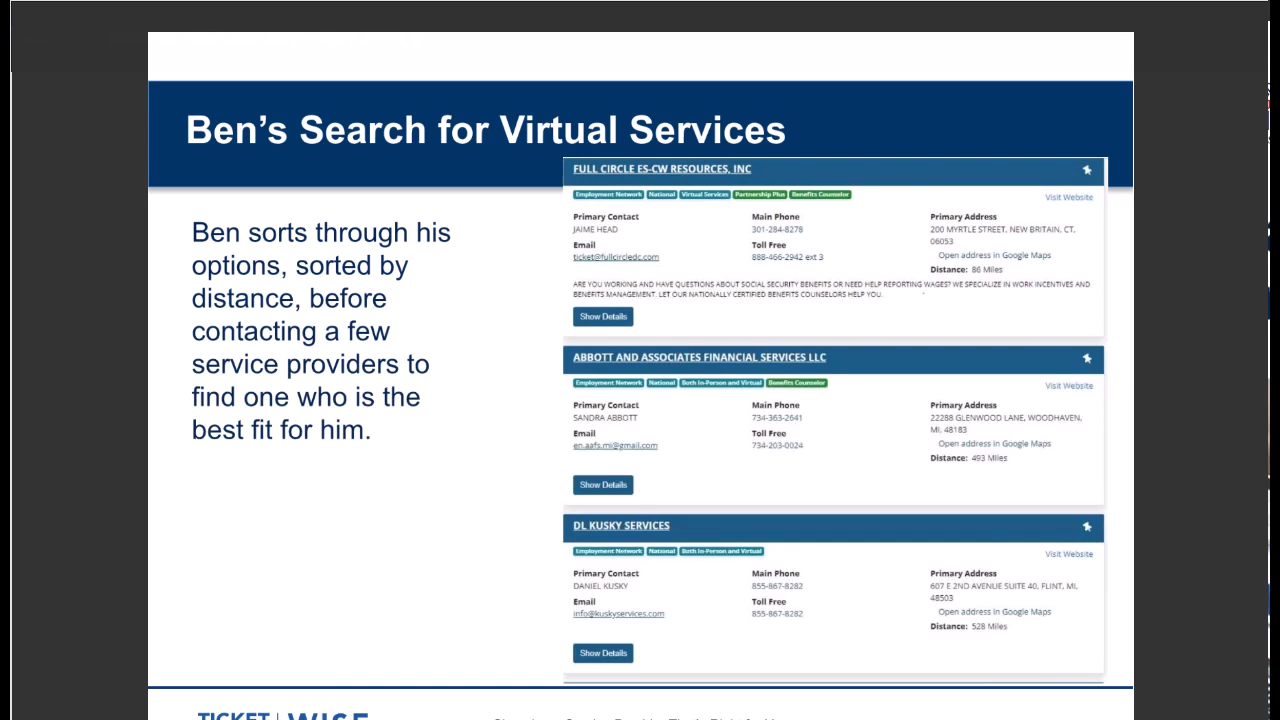 Ben’s Search for Virtual Services
Ben sorts through his
options, sorted by
distance, before
contacting a few
service providers to
find one who is the
best fit for him.
FULL CIRCLE ES-CW RESOURCES, INC
Employment Network National Virtual Services Partnership Plus Benefits Counselor
Visit Website
Primary Contact Main Phone Primary Address
JAIME HEAD 301-284-8278 200 MYRTLE STREET, NEW BRITAIN, CT,
06053
Email Toll Free
ticket@fullcircledc.com 888-466-2942 ext 3 Open address in Google Maps
Distance: 86 Miles
ARE YOU WORKING AND HAVE QUESTIONS ABOUT SOCIAL SECURITY BENEFITS OR NEED HELP REPORTING WAGES? WE SPECIALIZE IN WORK INCENTIVES AND
BENEFITS MANAGEMENT. LET OUR NATIONALLY CERTIFIED BENEFITS COUNSELORS HELP YOU.
Show Details
ABBOTT AND ASSOCIATES FINANCIAL SERVICES LLC
Employment Network National Both In-Person and Virtual Benefits Counselor
Visit Website
Primary Contact Main Phone Primary Address
SANDRA ABBOTT 734-363-2641 22288 GLENWOOD LANE, WOODHAVEN,
MI, 48183
Email Toll Free
en.aafs.mi@gmail.com 734-203-0024 Open address in Google Maps
Distance: 493 Miles
Show Details
DL KUSKY SERVICES
Employment Network National Both In-Person and Virtual
Visit Website
Primary Contact Main Phone Primary Address
DANIEL KUSKY 855-867-8282 607 E 2ND AVENUE SUITE 40, FLINT, MI,
48503
Email Toll Free
info@kuskyservices.com 855-867-8282 Open address in Google Maps
Distance: 528 Miles
Show Details
TICKET | WISE